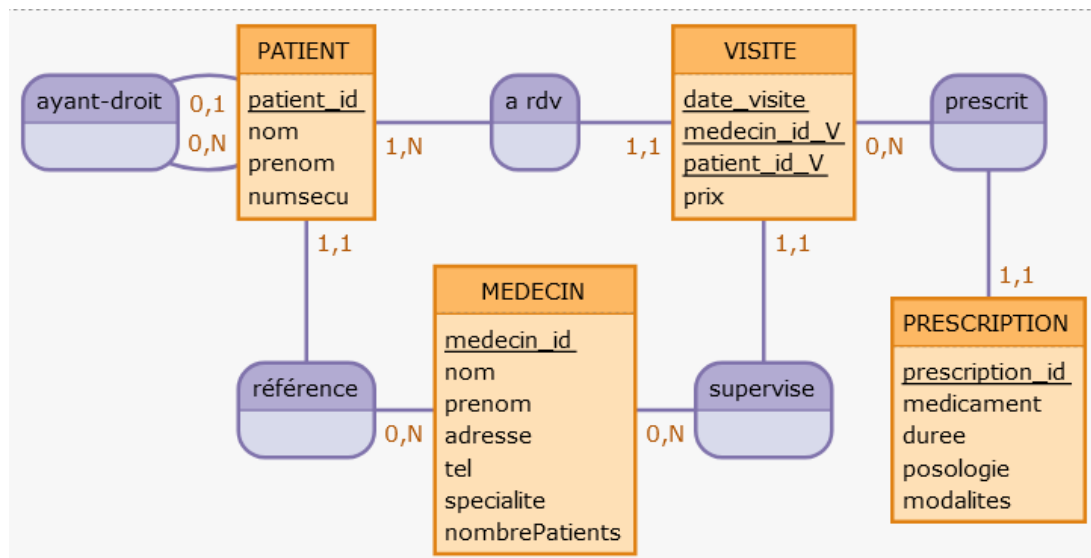 PATIENT
patient_id
nom
prenom
numsecu
ayant-droit
0,1
0,N
1,N
a rdv
1,1
VISITE
date_visite
medecin_id_V
patient_id_V
prix
0,N
prescrit
1,1
1,1
1,1
MEDECIN
medecin_id
nom
prenom
adresse
tel
specialite
nombrePatients
référence
0,N
0,N
supervise
PRESCRIPTION
prescription_id
medicament
duree
posologie
modalites